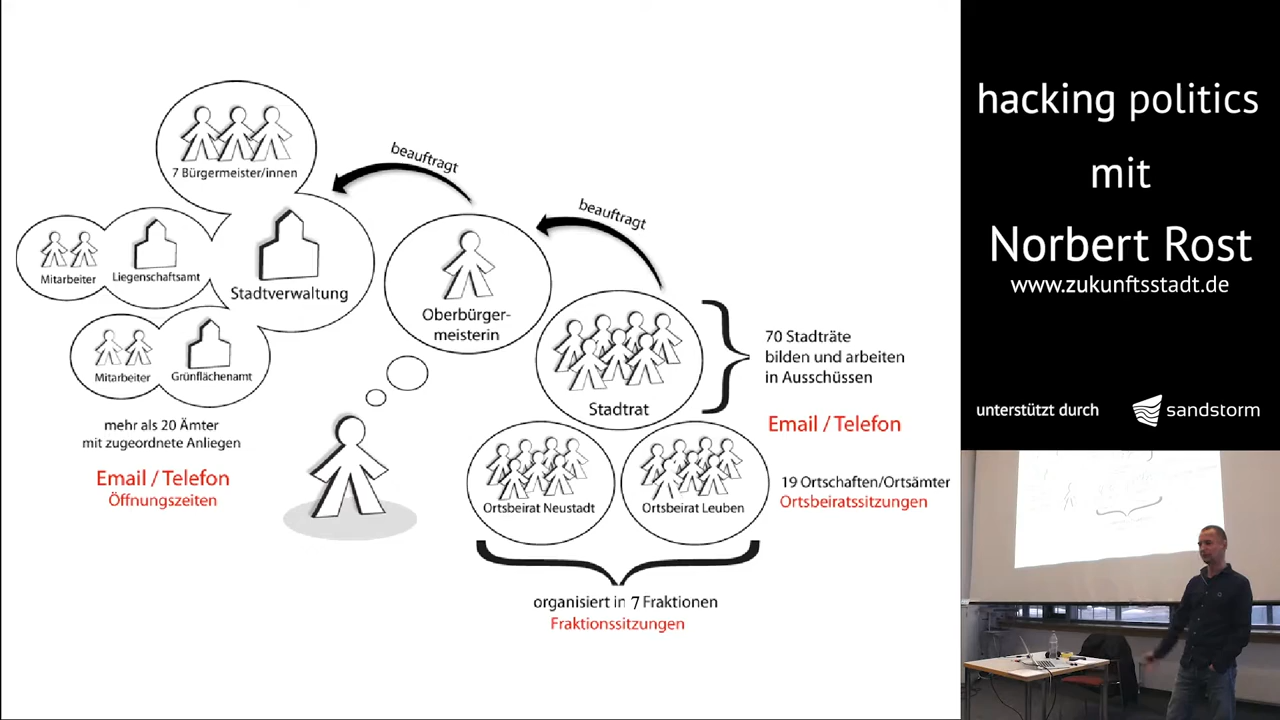 7 Bürgermeister/innen
beauftragt
beauftragt
Mitarbeiter
Liegenschaftsamt
Stadtverwaltung
Oberbürger-
meisterin
Mitarbeiter
Grünflächenamt
mehr als 20 Ämter
mit zugeordnete Anliegen
Email / Telefon
Öffnungszeiten
Stadtrat
70 Stadträte
bilden und arbeiten
in Ausschüssen
Email / Telefon
Ortsbeirat Neustadt
Ortsbeirat Leuben
19 Ortschaften/Ortsämter
Ortsbeiratssitzungen
organisiert in 7 Fraktionen
Fraktionssitzungen
hacking politics
mit
Norbert Rost
www.zukunftsstadt.de
unterstützt durch
sandstorm